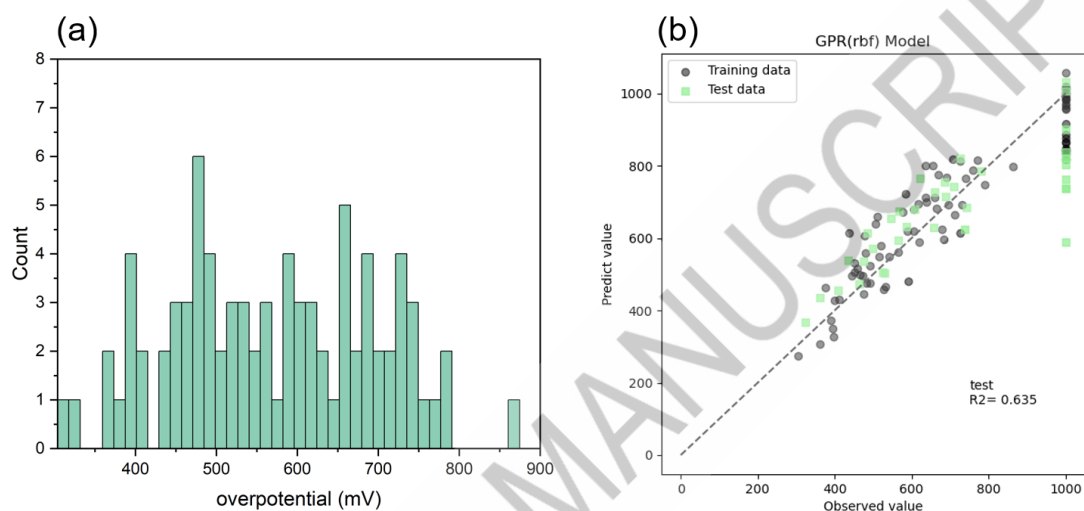 (a)
8
7
6
5
4
3
2
1
0
Count
400 500 600 700 800 900
overpotential (mV)
(b)
GPR(rbf) Model
Training data
Test data
1000
800
600
400
200
0
Predict value
test
R2= 0.635
0 200 400 600 800 1000
Observed value
MANUSCRIP